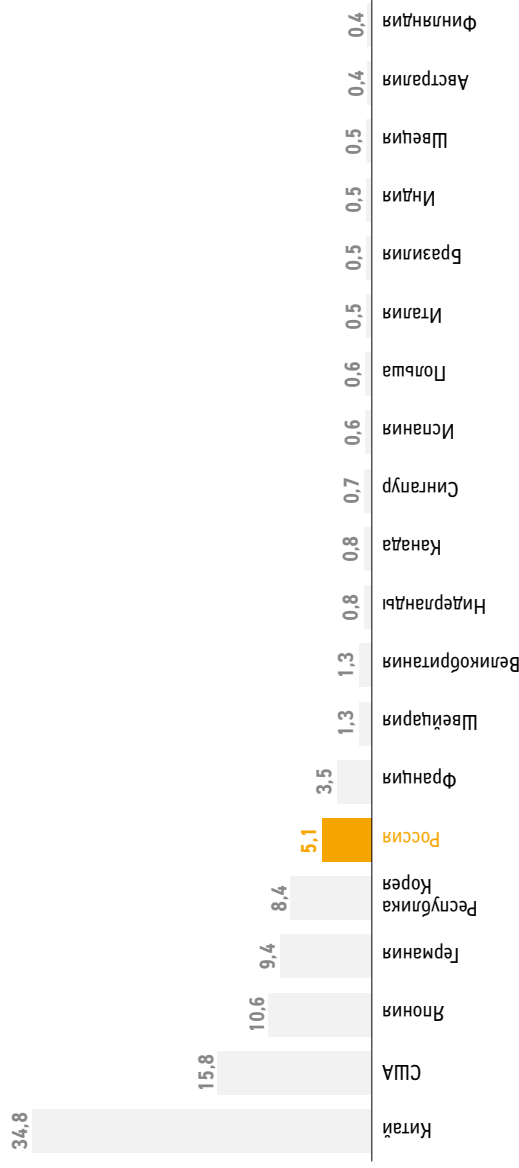 Финляндия
0,4
Австралия
0,4
Швеция
0,5
Индия
0,5
Бразилия
0,5
Италия
0,5
Польша
0,6
Испания
0,6
Сингапур
0,7
Канада
0,8
Нидерланды
0,8
Великобритания
1,3
Швейцария
1,3
Франция
3,5
Россия
5,1
Республика
Корея
8,4
Германия
9,4
Япония
10,6
США
15,8
Китай
34,8